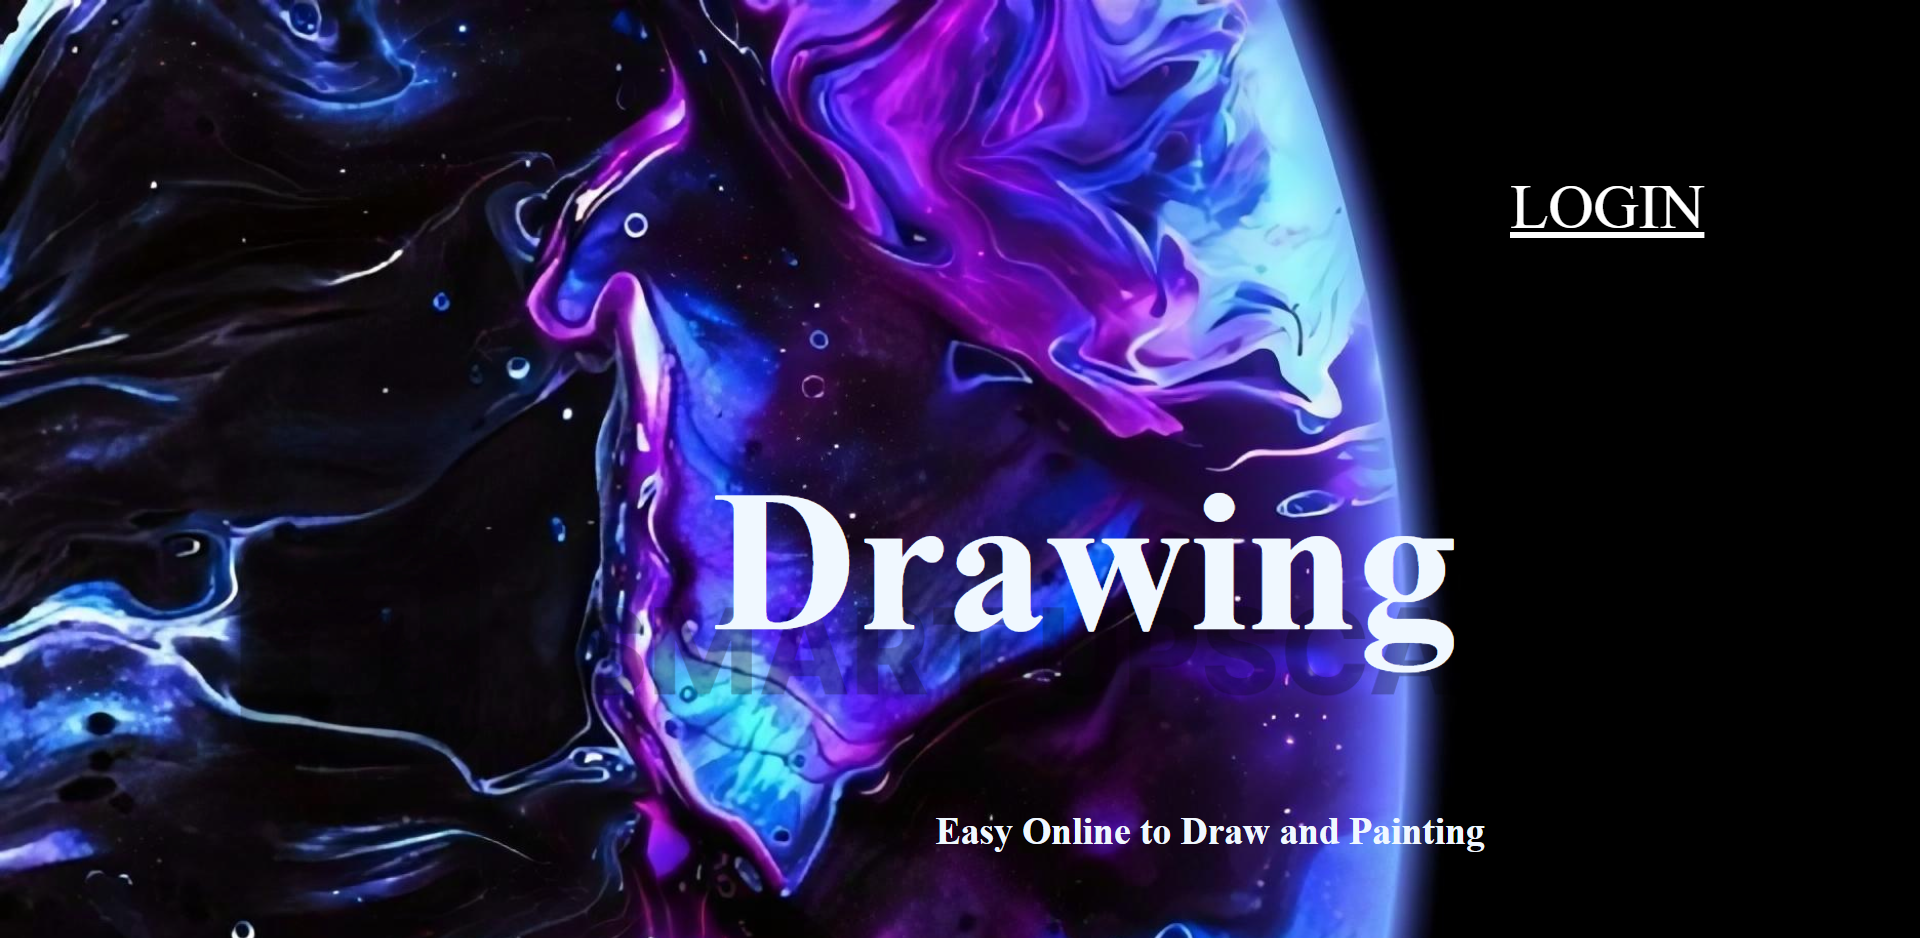 LOGIN
Drawing
Easy Online to Draw and Painting